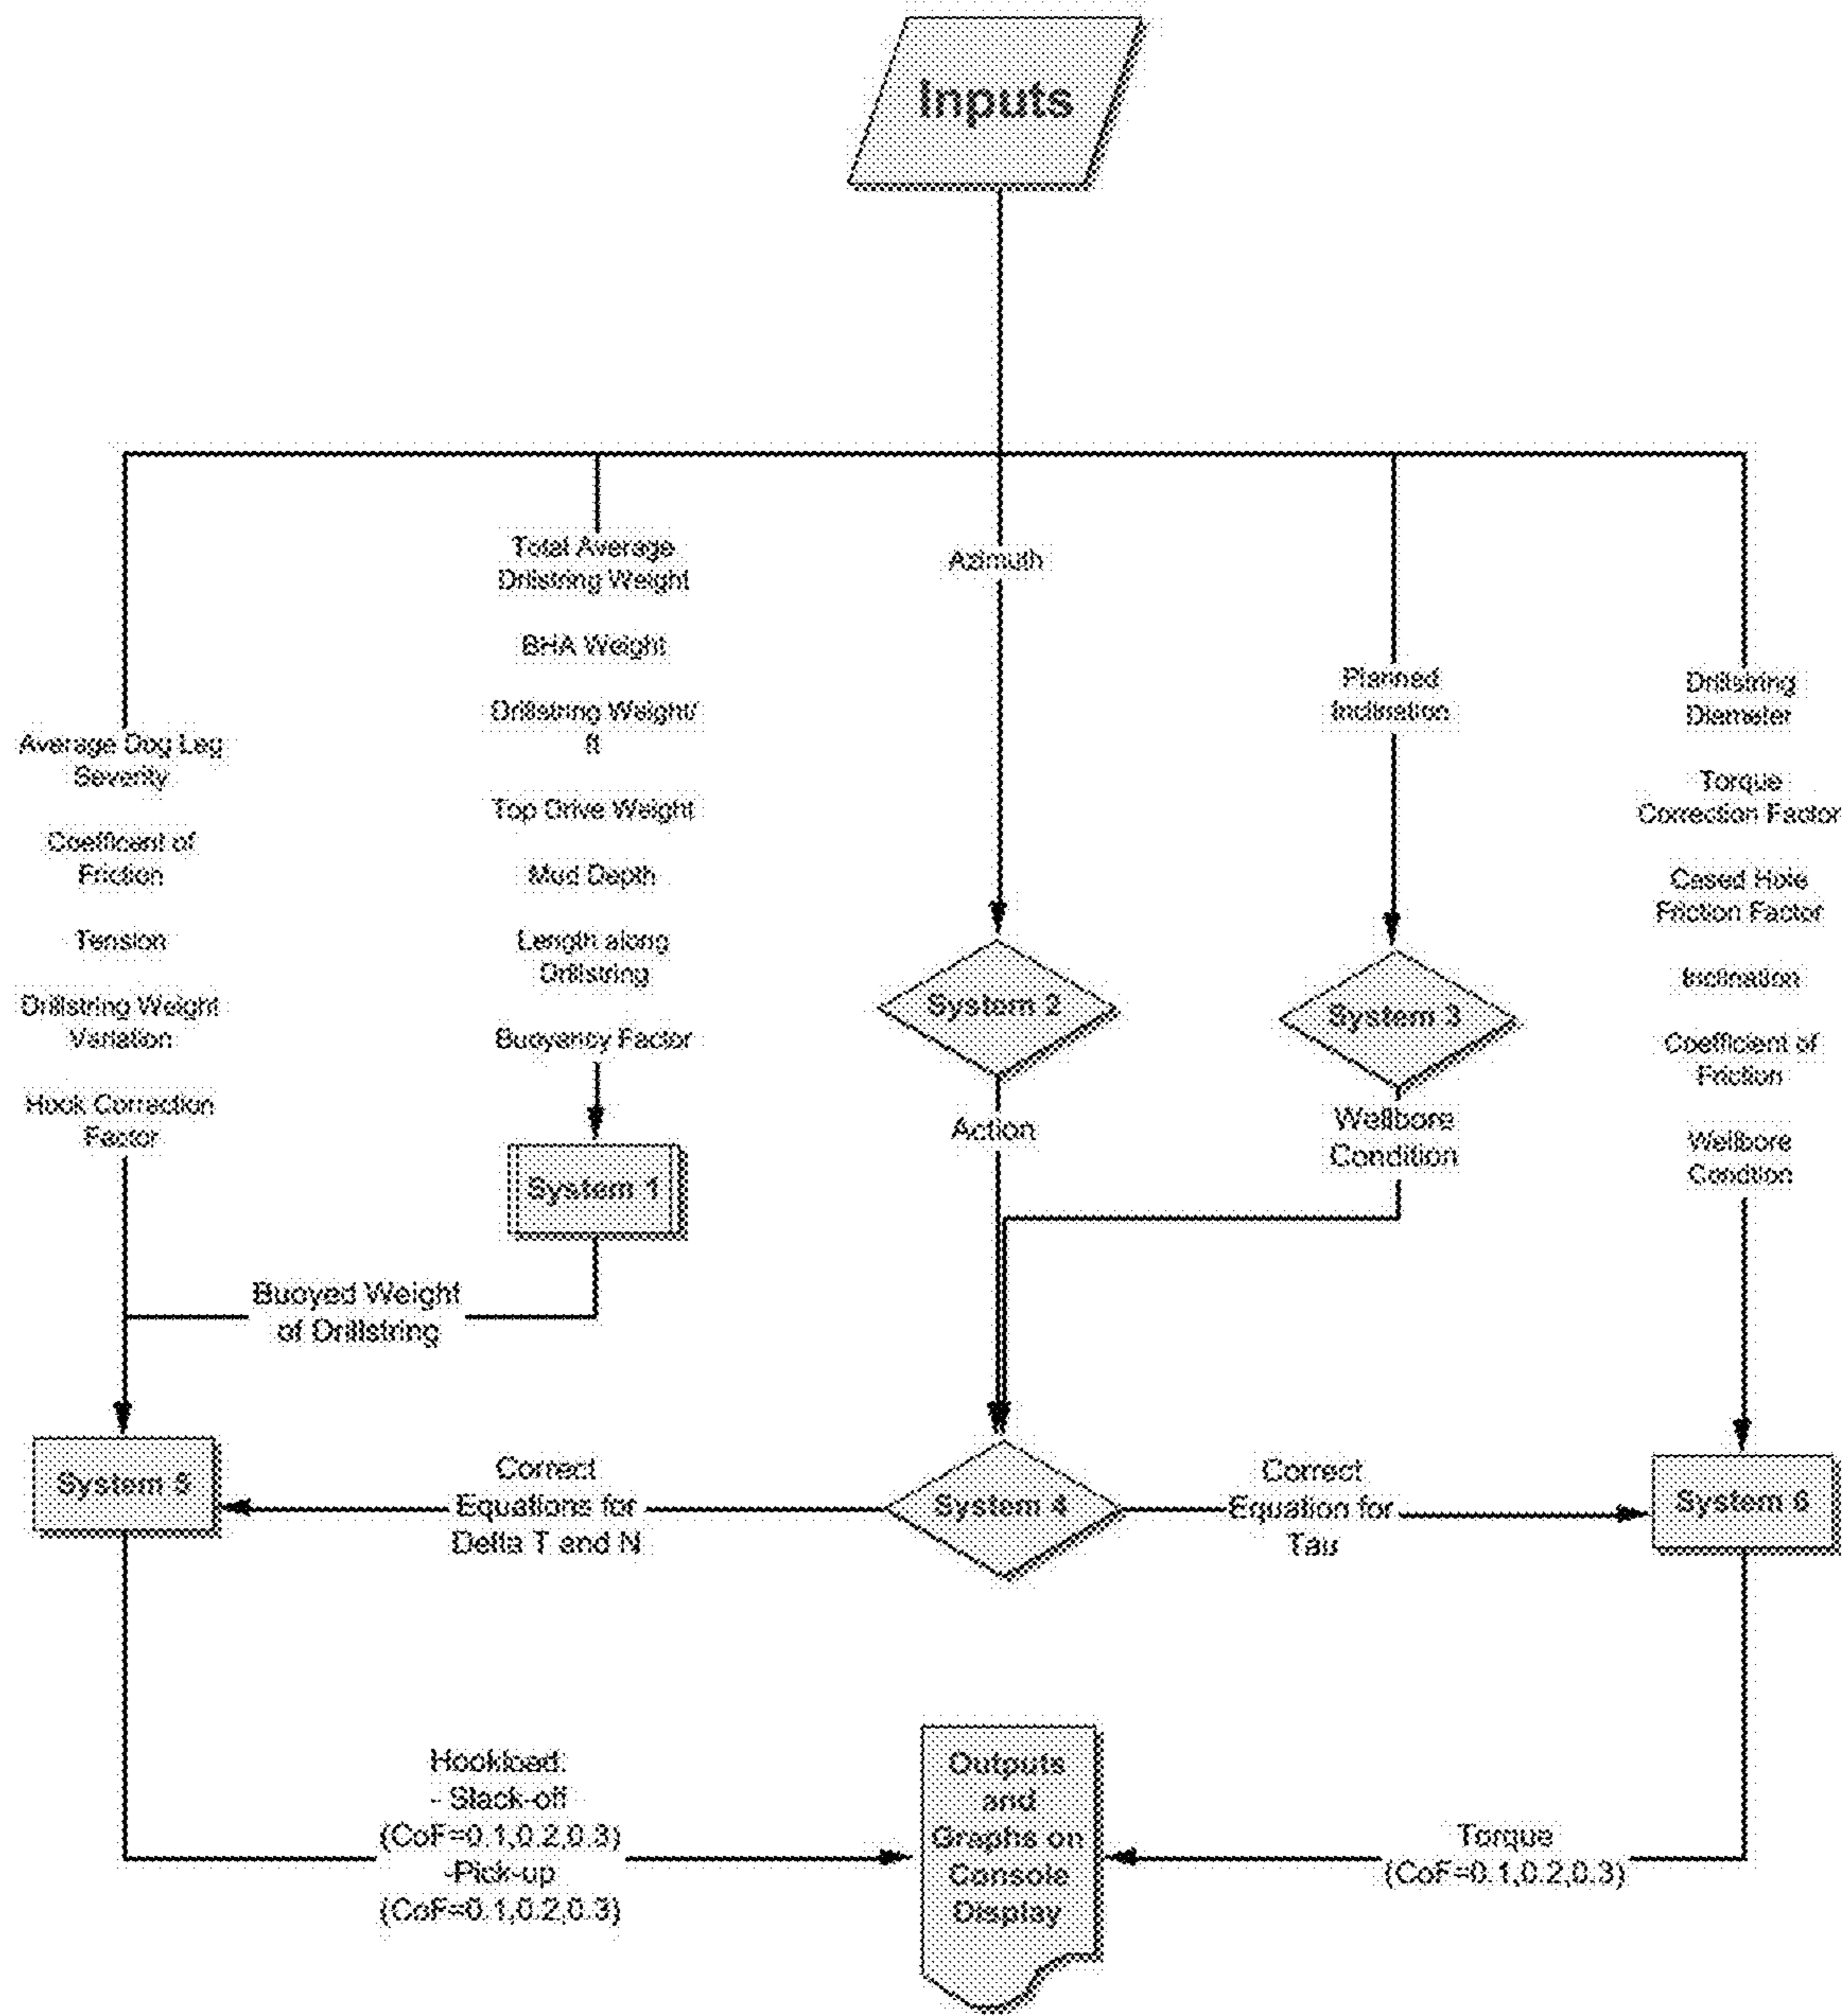 Inputs
Average Dog Leg
Severity
Coefficant of
Friction
Tension
Drillstring Weight
Variation
Hook Correction
Factor
Total Average
Drillstring Weight
BHA Weight
Drillstring Weight/
ft
Top Drive Weight
Mud Depth
Length along
Drillstring
Buoyancy Factor
System 1
Buoyed Weight
of Drillstring
Azimuth
System 2
Action
Planned
Inclination
System 3
Wellbore
Condition
Drillstring
Diameter
Torque
Correction Factor
Cased Hole
Friction Factor
Inclination
Coefficient of
Friction
Wellbore
Condtion
System 5
Correct
Equations for
Delta T and N
System 4
Correct
Equation for
Tau
System 6
Hookload:
- Slack-off
(CoF=0.1,0.2,0.3)
-Pick-up
(CoF=0.1,0.2,0.3)
Outputs
and
Graphs on
Console
Display
Torque
(CoF=0.1,0.2,0.3)